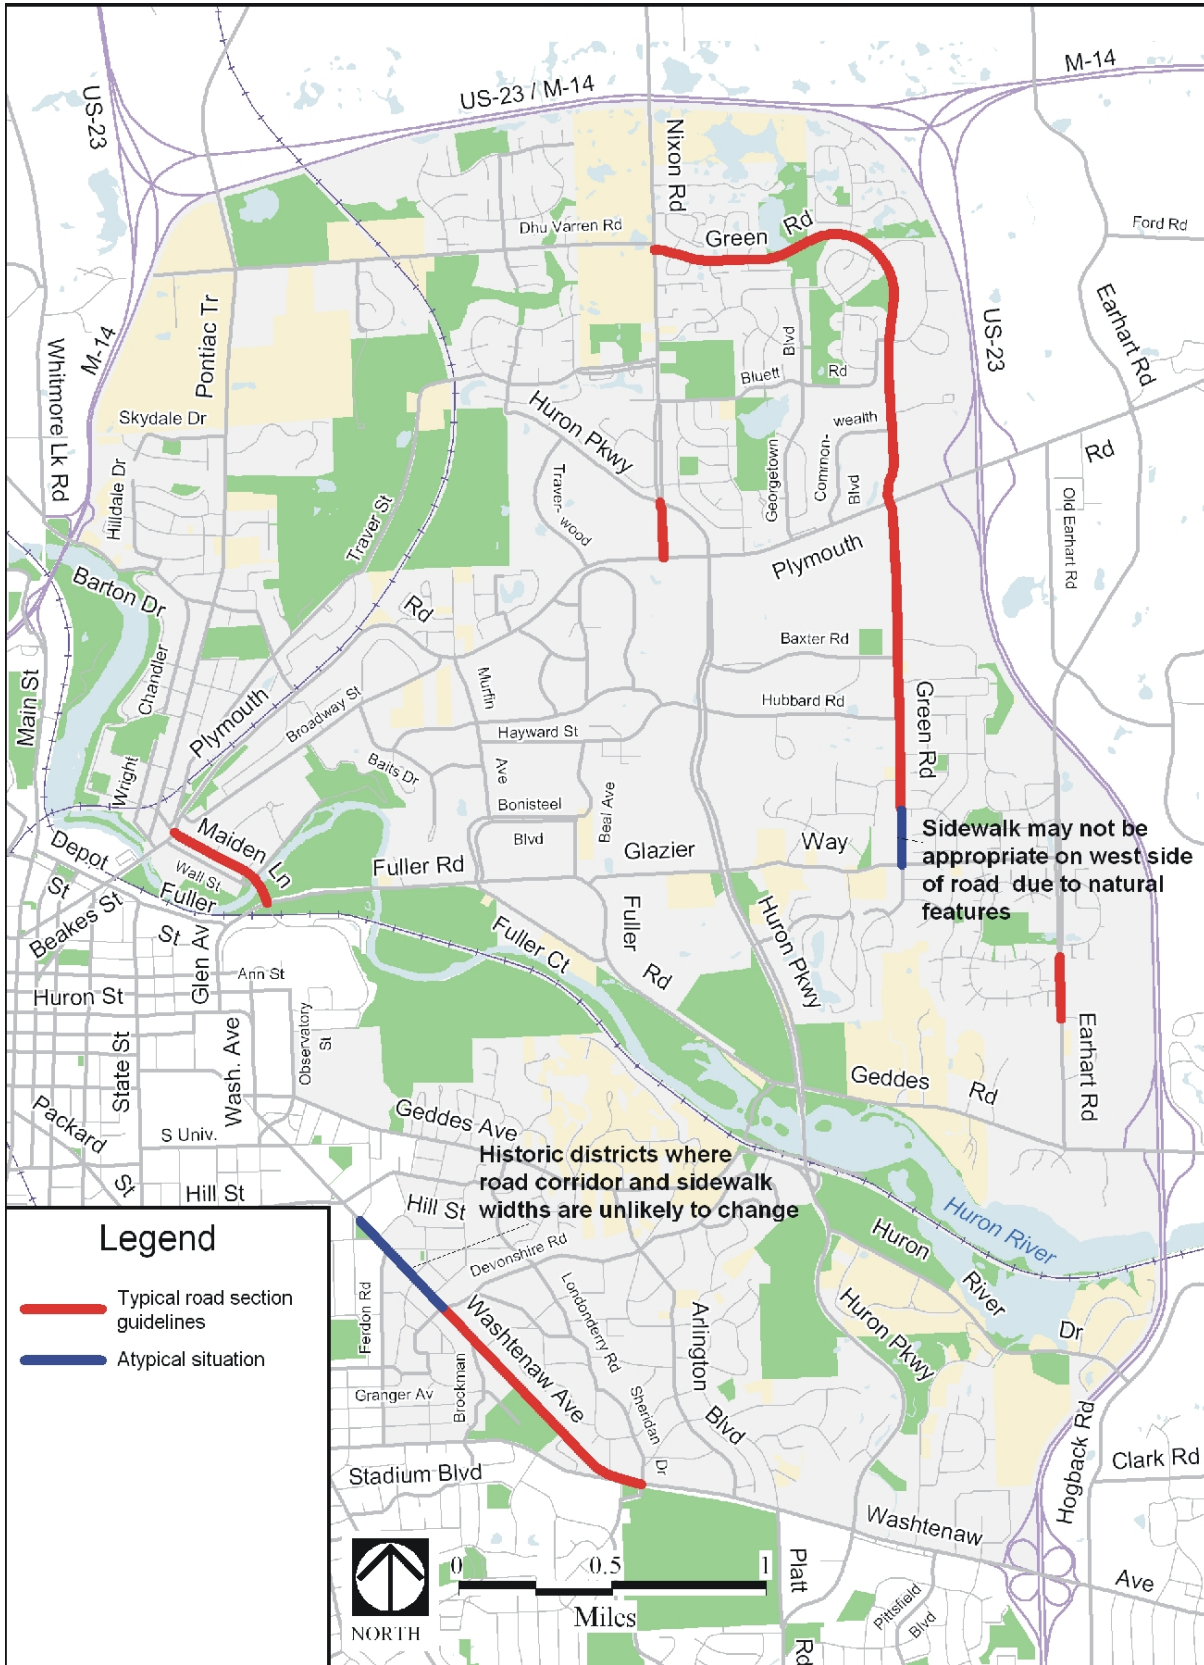 M-14
US-23 / M-14
US-23
Nixon Rd
Dhu Varren Rd
Green Rd
Ford Rd
Earhart Rd
US-23
M-14
Pontiac Tr
Whitmore Lk Rd
Skydale Dr
Hilldale Dr
Huron Pkwy
Bluett Rd
Blvd
Georgetown
Common-
wealth
Blvd
Traver-
wood
Traver St
Plymouth
Rd
Old Earhart Rd
Barton Dr
Rd
Main St
Chandler
Plymouth
Broadway St
Murfin
Ave
Baxter Rd
Hubbard Rd
Green Rd
Hayward St
Baits Dr
Wright
Bonisteel
Blvd
Beal Ave
Maiden Ln
Wall St
Depot
St
Fuller
St
Fuller Rd
Glazier
Way
Sidewalk may not be
appropriate on west side
of road due to natural
features
Beakes St
Glen Av
Ann St
Fuller Ct
Fuller
Rd
Huron Pkwy
Huron St
State St
Wash. Ave
Observatory
St
Earhart Rd
Geddes
Rd
Packard
St
S Univ.
Geddes Ave
Historic districts where
road corridor and sidewalk
widths are unlikely to change
Hill St
Hill St
Devonshire Rd
Huron River
Huron
River
Dr
Legend
Typical road section
guidelines
Atypical situation
Ferdon Rd
Washtenaw Ave
Londonderry Rd
Arlington
Blvd
Huron Pkwy
Granger Av
Brockman
Sheridan
Dr
Stadium Blvd
Hogback Rd
Clark Rd
Washtenaw
Ave
Platt
Rd
Pittsfield
Blvd
0 0.5 1
Miles
NORTH